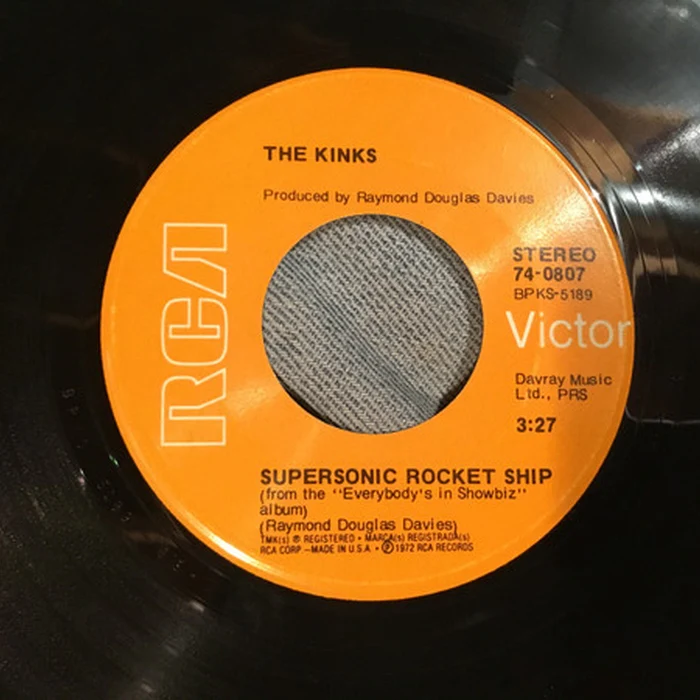 THE KINKS
Produced by Raymond Douglas Davies
RCA
STEREO
74-0807
BPKS-5189
Victor
Davray Music
Ltd., PRS
3:27
SUPERSONIC ROCKET SHIP
(from the "Everybody's in Showbiz"
album)
(Raymond Douglas Davies)
TMK(s) ® REGISTERED • MARCA(s) REGISTRADA(s)
RCA CORP —MADE IN U.S.A • ℗ 1972 RCA RECORDS